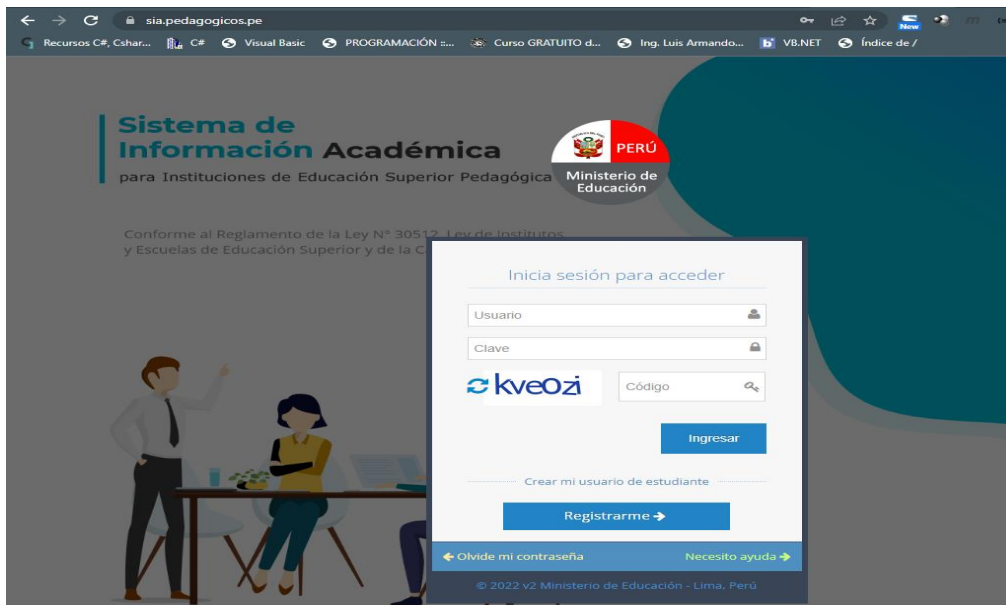 sia.pedagogicos.pe
New
Recursos C#, Cshar... C# Visual Basic PROGRAMACIÓN ::... Curso GRATUITO d... Ing. Luis Armando... VB.NET Índice de /
Sistema de
Información Académica
para Instituciones de Educación Superior Pedagógica
PERÚ
Ministerio de
Educación
Conforme al Reglamento de la Ley N° 30512, Ley de Institutos
y Escuelas de Educación Superior y de la C
Inicia sesión para acceder
Usuario
Clave
kveOzi
Código
Ingresar
Crear mi usuario de estudiante
Registrarme
Olvide mi contraseña Necesito ayuda
© 2022 v2 Ministerio de Educación - Lima, Perú